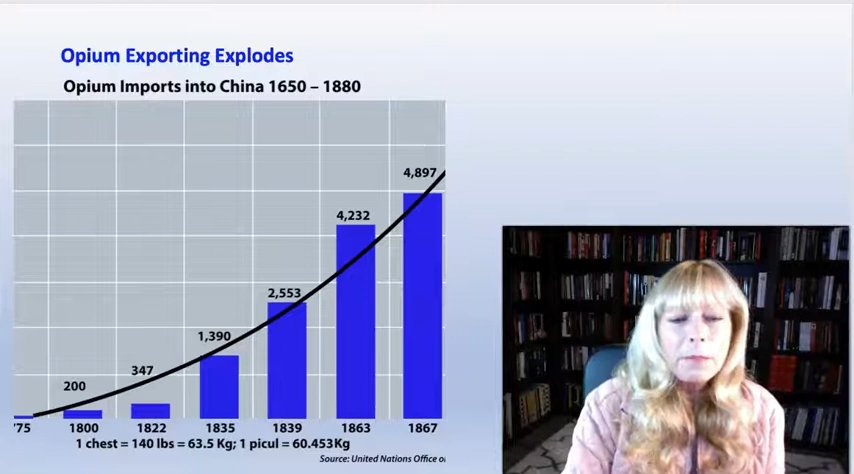 Opium Exporting Explodes
Opium Imports into China 1650 – 1880
4,897
4,232
2,553
1,390
347
200
'75 1800 1822 1835 1839 1863 1867
1 chest = 140 lbs = 63.5 Kg; 1 picul = 60.453Kg
Source: United Nations Office o